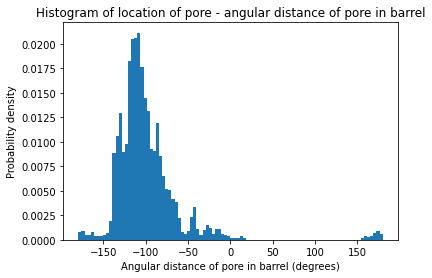 Histogram of location of pore - angular distance of pore in barrel
Probability density
0.0200
0.0175
0.0150
0.0125
0.0100
0.0075
0.0050
0.0025
0.0000
−150 −100 −50 0 50 100 150
Angular distance of pore in barrel (degrees)